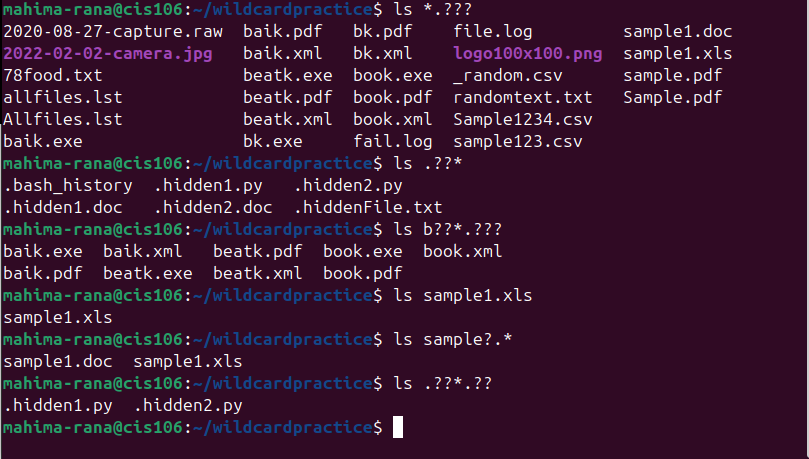 mahima-rana@cis106:~/wildcardpractice$ ls *.???
2020-08-27-capture.raw  baik.pdf   bk.pdf    file.log          sample1.doc
2022-02-02-camera.jpg   baik.xml   bk.xml    logo100x100.png   sample1.xls
78food.txt              beatk.exe  book.exe  _random.csv       sample.pdf
allfiles.lst            beatk.pdf  book.pdf  randomtext.txt    Sample.pdf
Allfiles.lst            beatk.xml  book.xml  Sample1234.csv
baik.exe                bk.exe     fail.log  sample123.csv
mahima-rana@cis106:~/wildcardpractice$ ls .??*
.bash_history  .hidden1.py   .hidden2.py
.hidden1.doc   .hidden2.doc  .hiddenFile.txt
mahima-rana@cis106:~/wildcardpractice$ ls b??*.???
baik.exe  baik.xml   beatk.pdf  book.exe  book.xml
baik.pdf  beatk.exe  beatk.xml  book.pdf
mahima-rana@cis106:~/wildcardpractice$ ls sample1.xls
sample1.xls
mahima-rana@cis106:~/wildcardpractice$ ls sample?.*
sample1.doc  sample1.xls
mahima-rana@cis106:~/wildcardpractice$ ls .??*.??
.hidden1.py  .hidden2.py
mahima-rana@cis106:~/wildcardpractice$